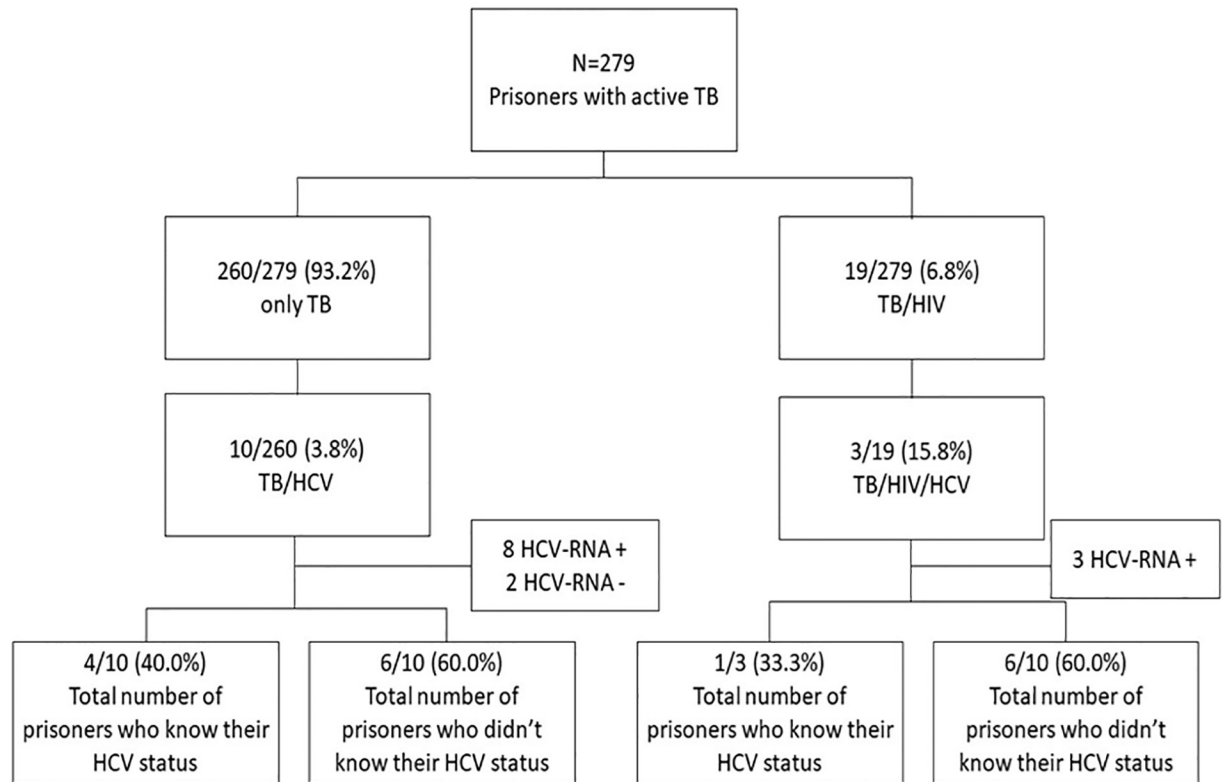 N=279
Prisoners with active TB
260/279 (93.2%)
only TB
19/279 (6.8%)
TB/HIV
10/260 (3.8%)
TB/HCV
3/19 (15.8%)
TB/HIV/HCV
8 HCV-RNA +
2 HCV-RNA -
3 HCV-RNA +
4/10 (40.0%)
Total number of
prisoners who know their
HCV status
6/10 (60.0%)
Total number of
prisoners who didn't
know their HCV status
1/3 (33.3%)
Total number of
prisoners who know their
HCV status
6/10 (60.0%)
Total number of
prisoners who didn't
know their HCV status